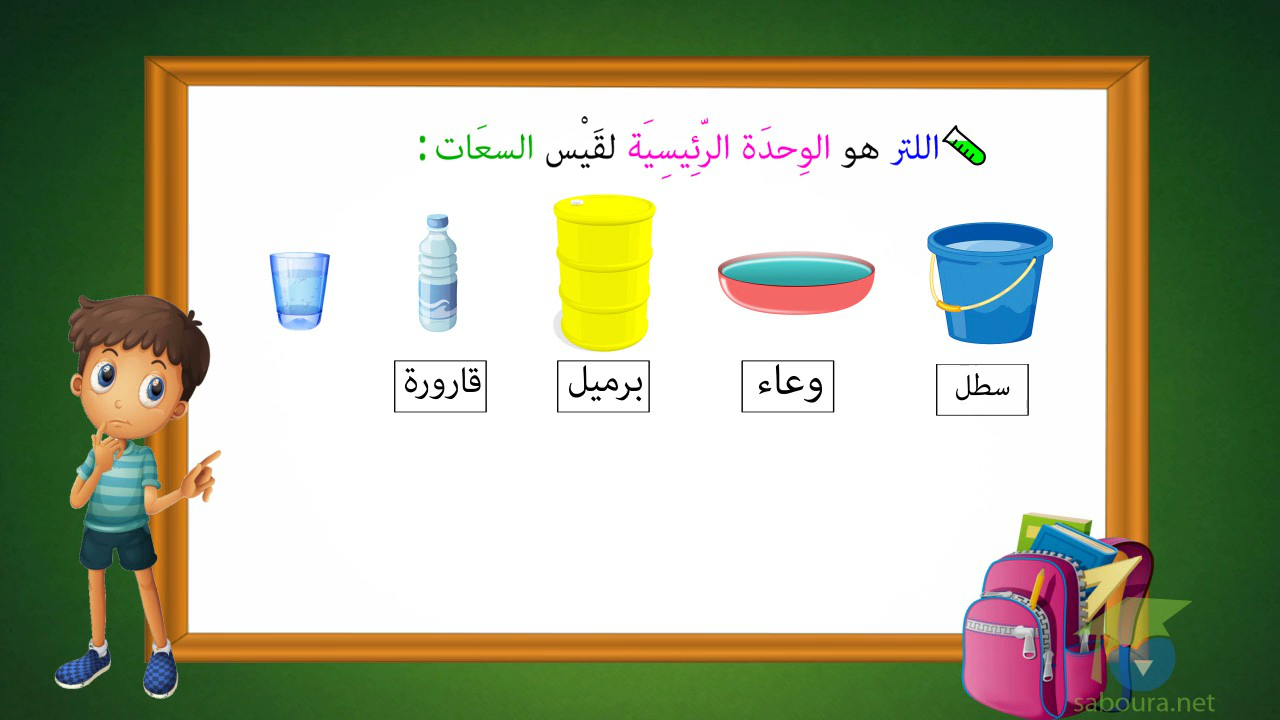 اللتر هو الوِحدَة الرّئِيسِيَة لقَيْس السعَات :
سطل
وعاء
برميل
قارورة
saboura.net